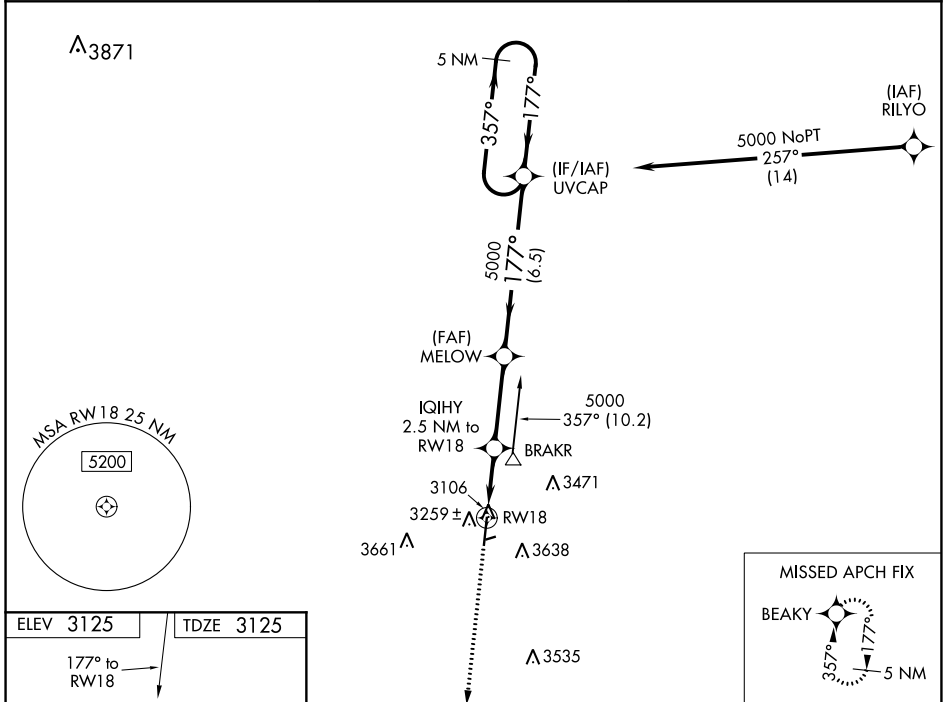 3871
5 NM
357°
177°
(IAF)
RILYO
5000 NoPT
257°
(14)
(IF/IAF)
UVCAP
5000
177°
(6.5)
(FAF)
MELOW
IQIHY
2.5 NM to
RW18
5000
357° (10.2)
BRAKR
MSA RW18 25 NM
5200
3471
3106
3259 ±
RW18
3661
3638
3535
MISSED APCH FIX
BEAKY
357°
177°
5 NM
ELEV 3125
TDZE 3125
177° to
RW18